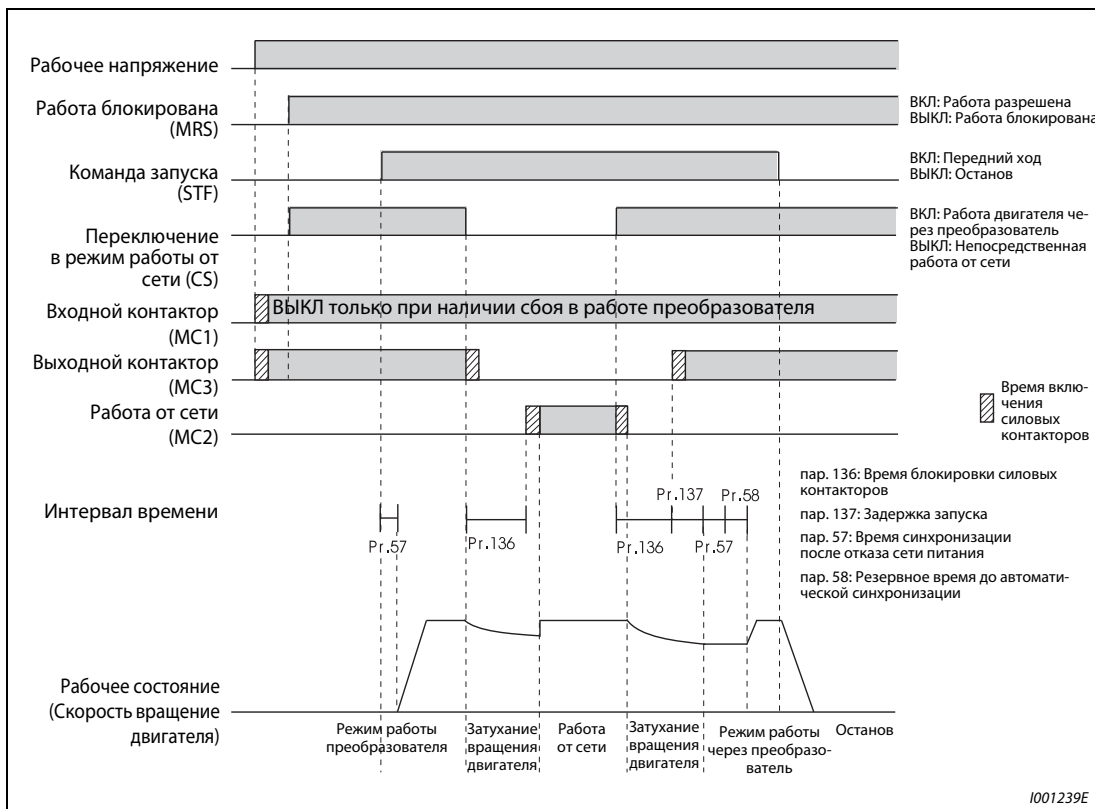 Рабочее напряжение
Работа блокирована
(MRS)
ВКЛ: Работа разрешена
ВЫКЛ: Работа блокирована
Команда запуска
(STF)
ВКЛ: Передний ход
ВЫКЛ: Останов
Переключение
в режим работы от
сети (CS)
ВКЛ: Работа двигателя че-
рез преобразователь
ВЫКЛ: Непосредственная
работа от сети
Входной контактор
(MC1)
ВЫКЛ только при наличии сбоя в работе преобразователя
Выходной контактор
(MC3)
Работа от сети
(MC2)
Время вклю-
чения
силовых
контакторов
Интервал времени
Pr.57
Pr.136
Pr.136
Pr.137
Pr.57
Pr.58
пар. 136: Время блокировки силовых
контакторов
пар. 137: Задержка запуска
пар. 57: Время синхронизации
после отказа сети питания
пар. 58: Резервное время до автомати-
ческой синхронизации
Рабочее состояние
(Скорость вращение
двигателя)
Режим работы
преобразователя
Затухание
вращения
двигателя
Работа
от сети
Затухание
вращения
двигателя
Режим работы
через преобразо-
ватель
Останов
I001239E